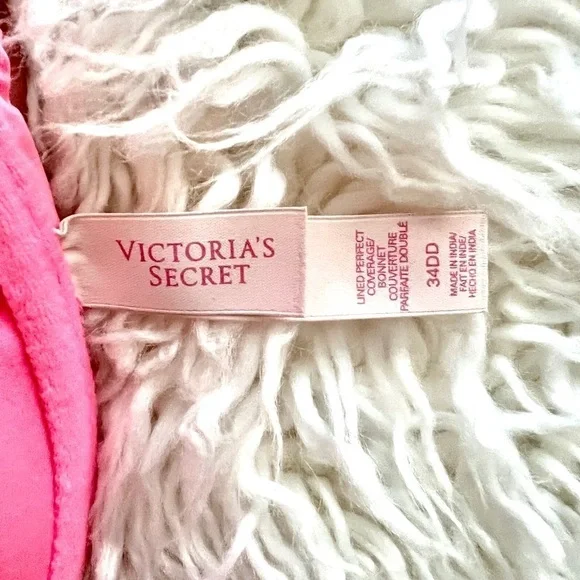 VICTORIA'S
SECRET
LINED PERFECT
COVERAGE/
BONNET
COUVERTURE
PARFAITE DOUBLÉ
34DD
MADE IN INDIA/
FAIT EN INDE/
HECHO EN INDIA